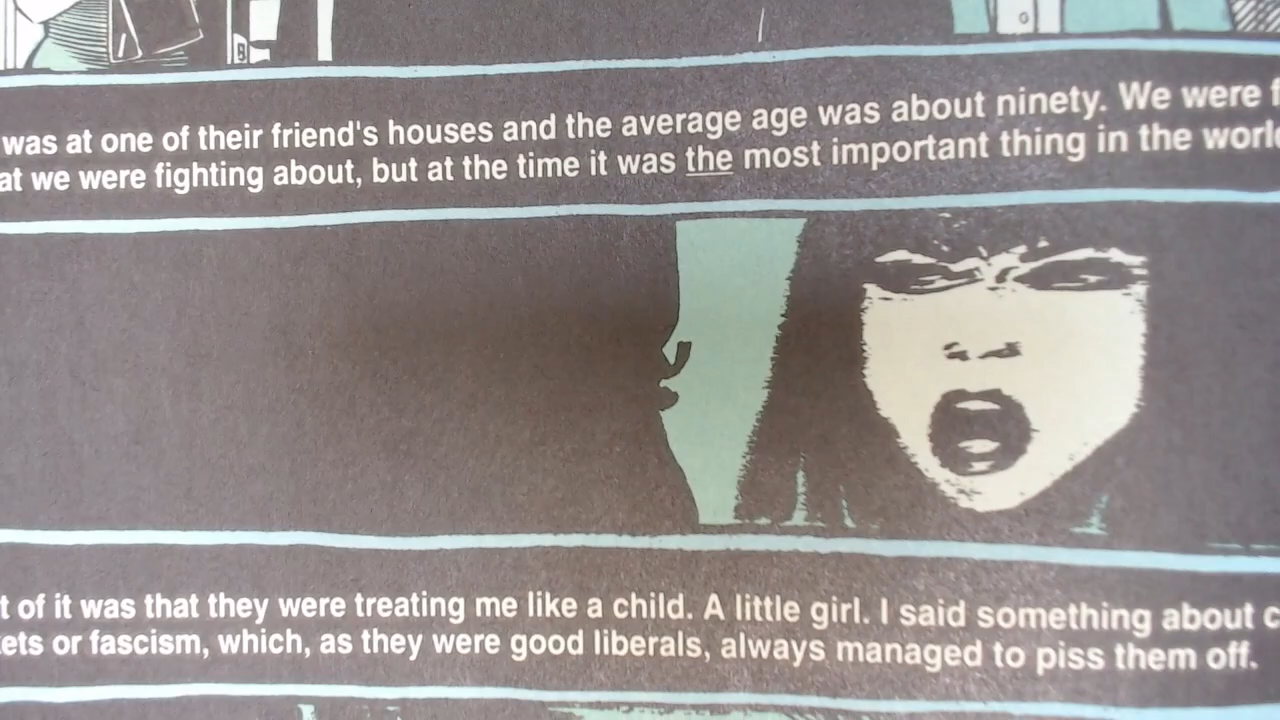 was at one of their friend's houses and the average age was about ninety. We were
we were fighting about, but at the time it was the most important thing in the
of it was that they were treating me like a child. A little girl. I said something about
or fascism, which, as they were good liberals, always managed to piss them off.